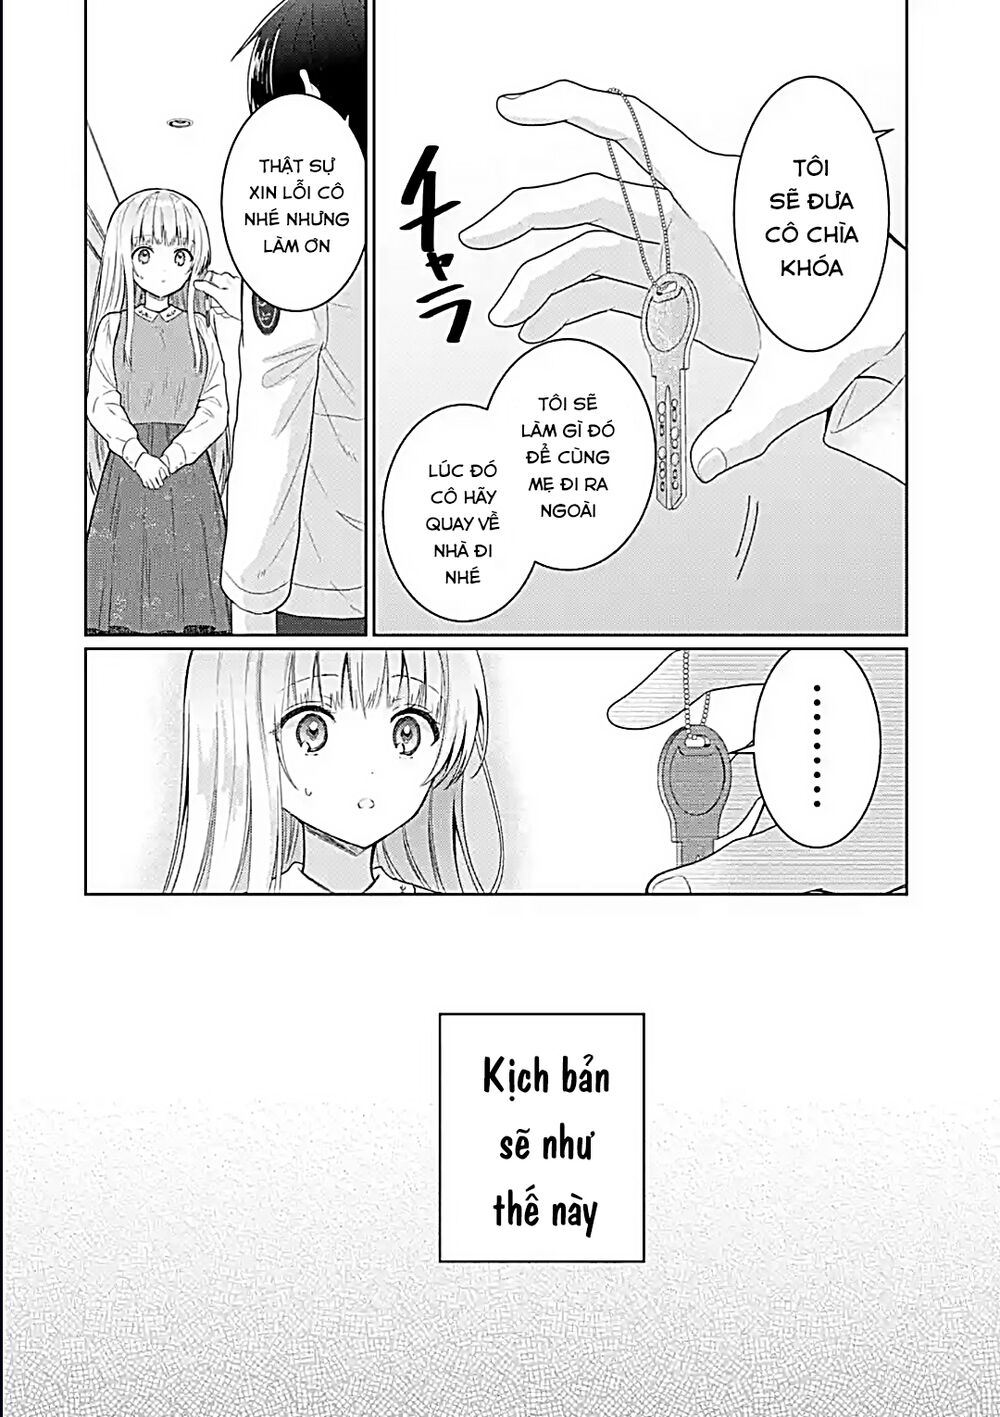 TÔI
SẼ ĐƯA
CÔ CHÌA
KHÓA
TÔI SẼ
LÀM GÌ ĐÓ
ĐỂ CÙNG
MẸ ĐI RA
NGOÀI
LÚC ĐÓ
CÔ HÃY
QUAY VỀ
NHÀ ĐI
NHÉ
チャラ
THẬT SỰ
XIN LỖI CÔ
NHÉ NHƯNG
LÀM ƠN
.........
Kịch bản
sẽ như
thế này